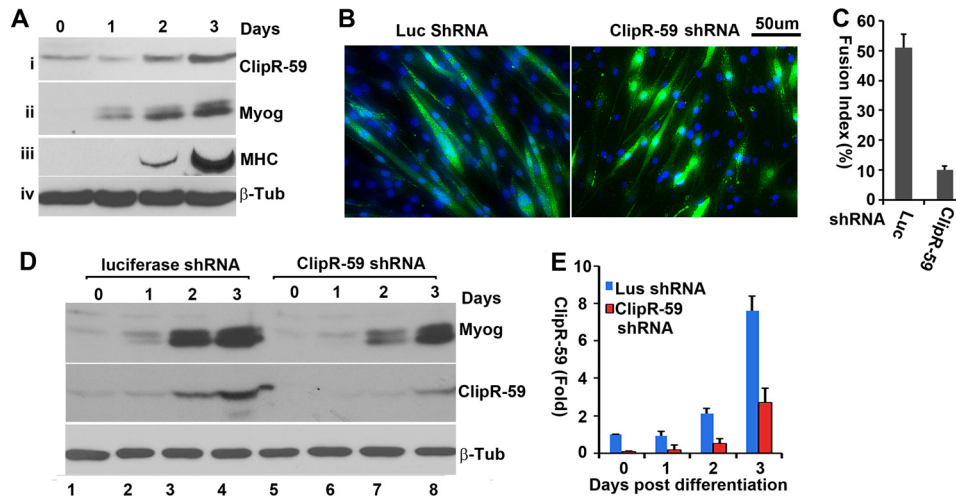 A
0 1 2 3 Days
i ClipR-59
ii Myog
iii MHC
iv β-Tub
B
Luc ShRNA
ClipR-59 shRNA
50um
C
Fusion Index (%)
60
50
40
30
20
10
0
shRNA
Luc
ClipR-59
D
luciferase shRNA ClipR-59 shRNA
0 1 2 3 0 1 2 3 Days
Myog
ClipR-59
β-Tub
1 2 3 4 5 6 7 8
E
ClipR-59 (Fold)
10
8
6
4
2
0
Lus shRNA
ClipR-59
shRNA
0 1 2 3
Days post differentiation